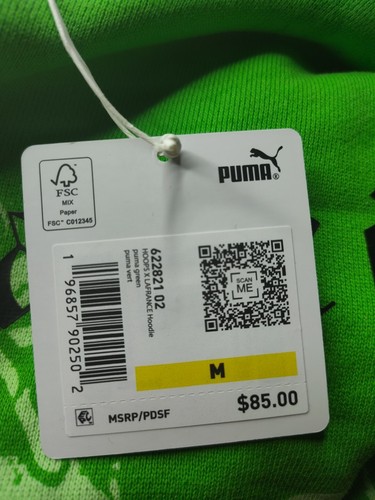 FSC
MIX
Paper
FSC™ C012345
PUMA®
622821 02
HOOPS X LAFRANCE Hoodie
puma green
puma vert
1 96857 90250 2
SCAN
ME
M
MSRP/PDSF
$85.00